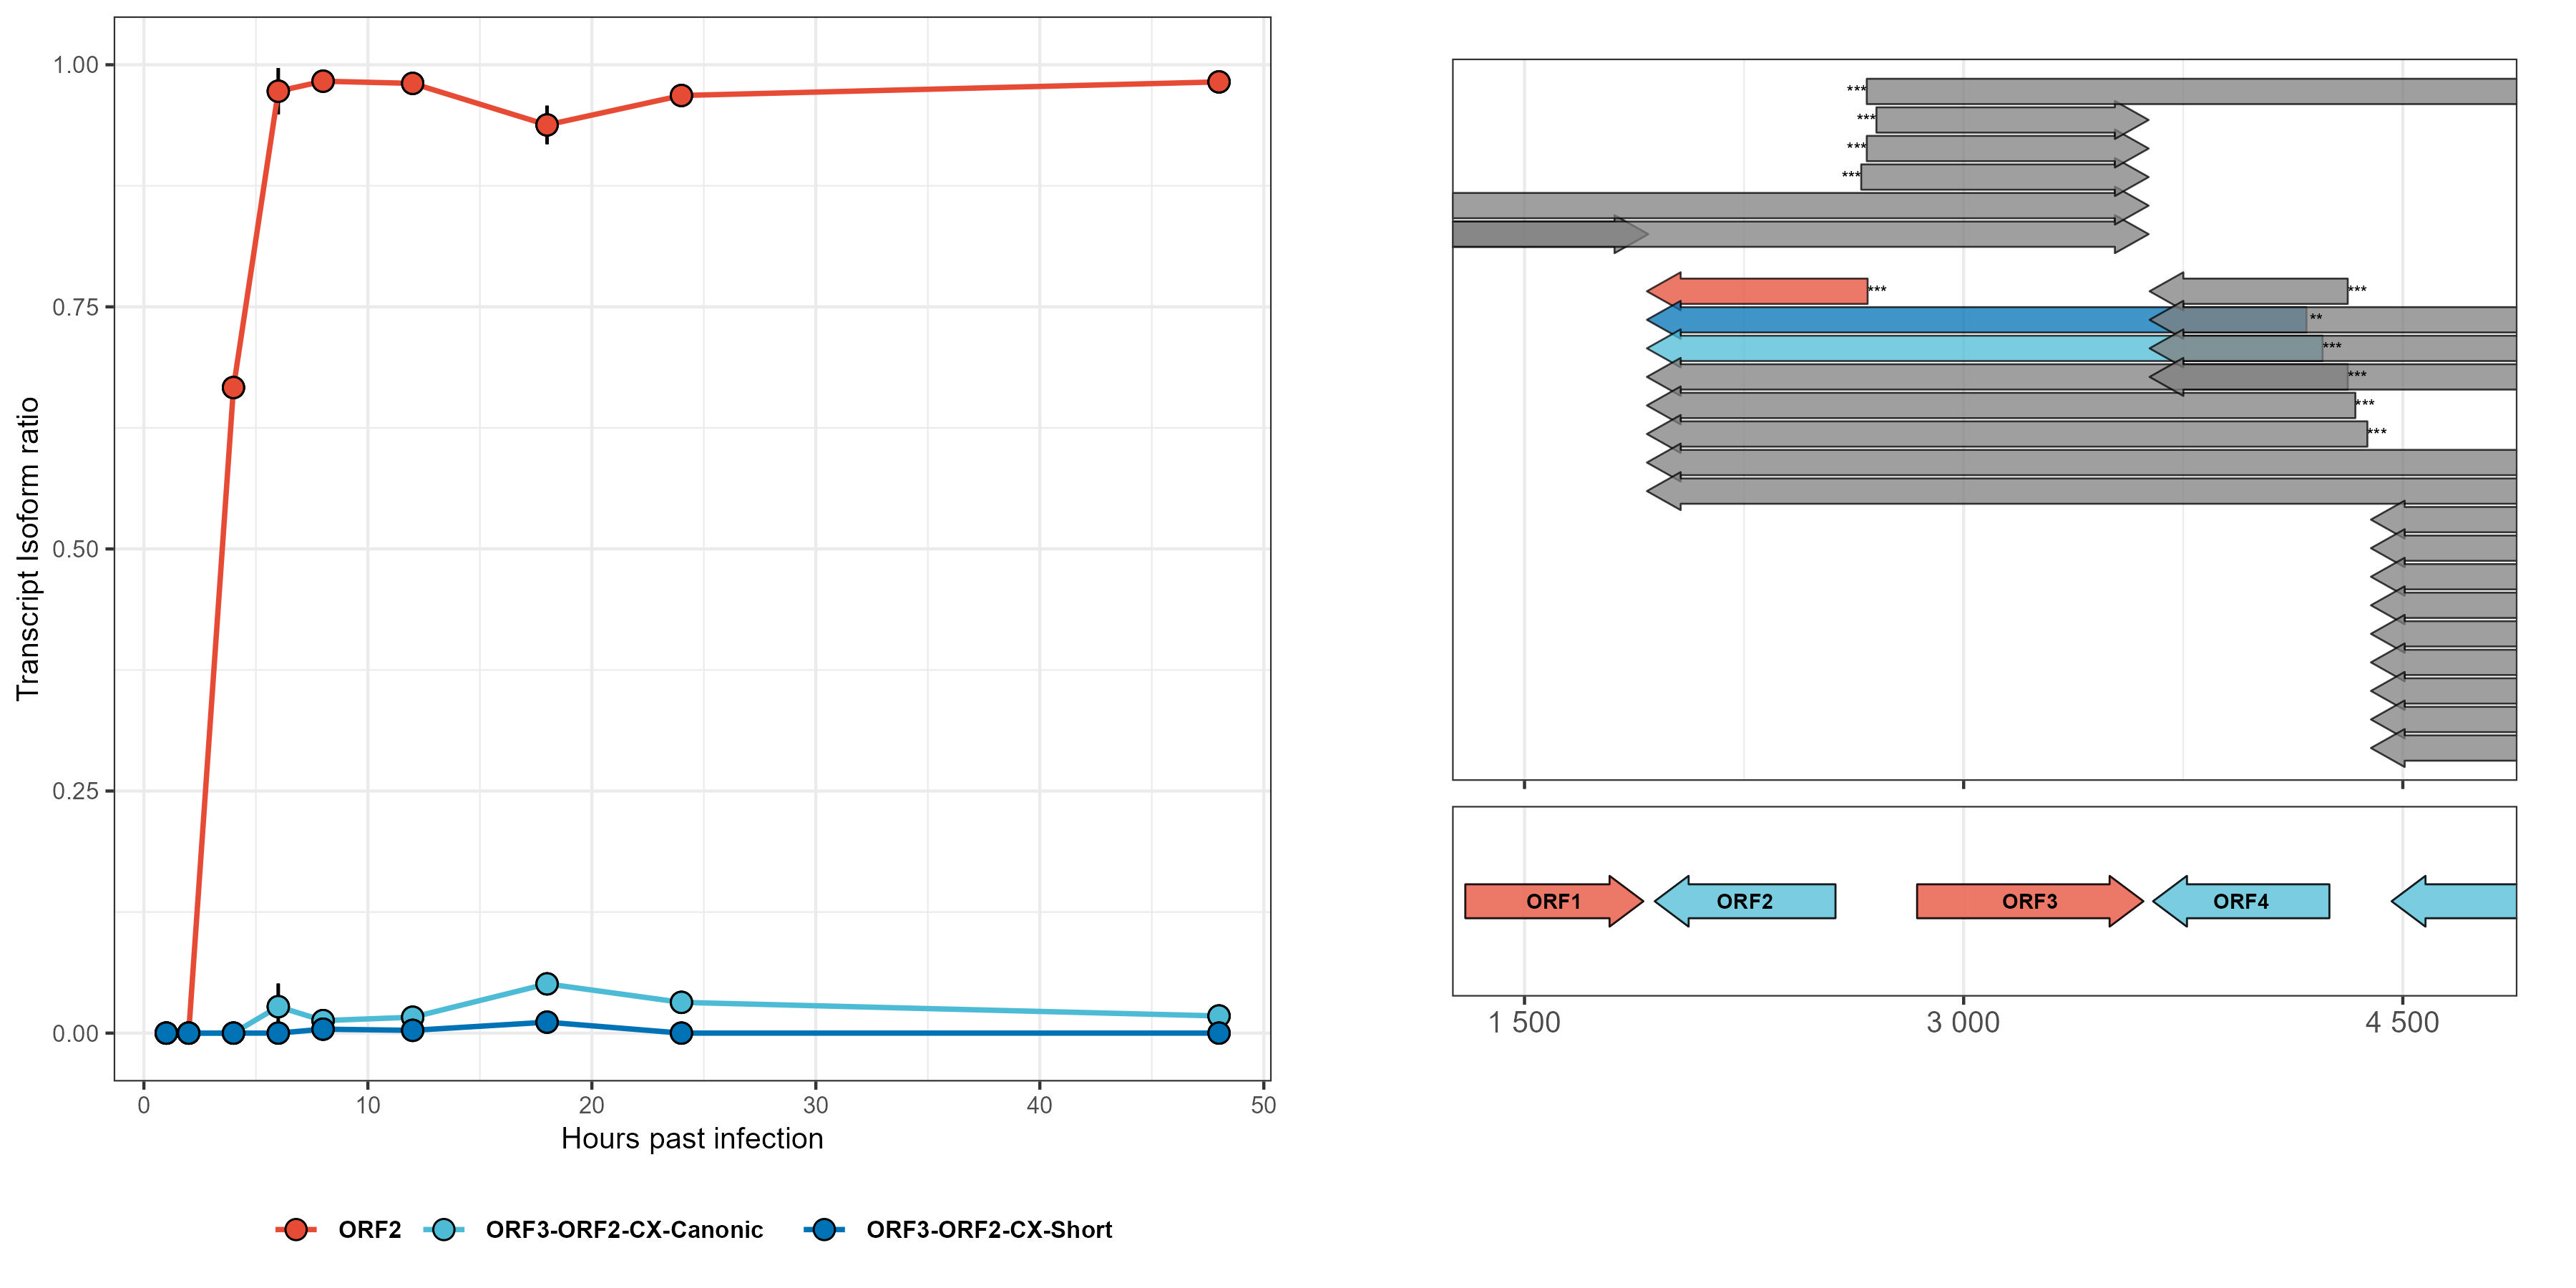 1.00
0.75
0.50
0.25
0.00
Transcript Isoform ratio
0 10 20 30 40 50
Hours past infection
ORF2 ORF3-ORF2-CX-Canonic ORF3-ORF2-CX-Short
***
***
***
***
*** ***
**
***
***
***
***
ORF1 ORF2 ORF3 ORF4
1 500 3 000 4 500